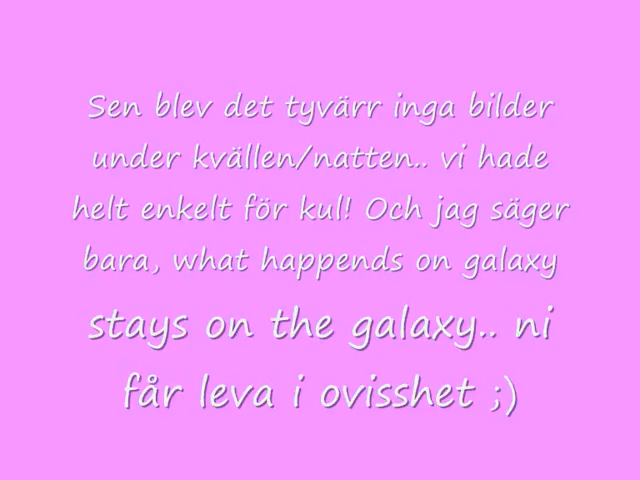 Sen blev det tyvärr inga bilder
under kvällen/natten.. vi hade
helt enkelt för kul! Och jag säger
bara, what happends on galaxy
stays on the galaxy.. ni
får leva i ovisshet ;)